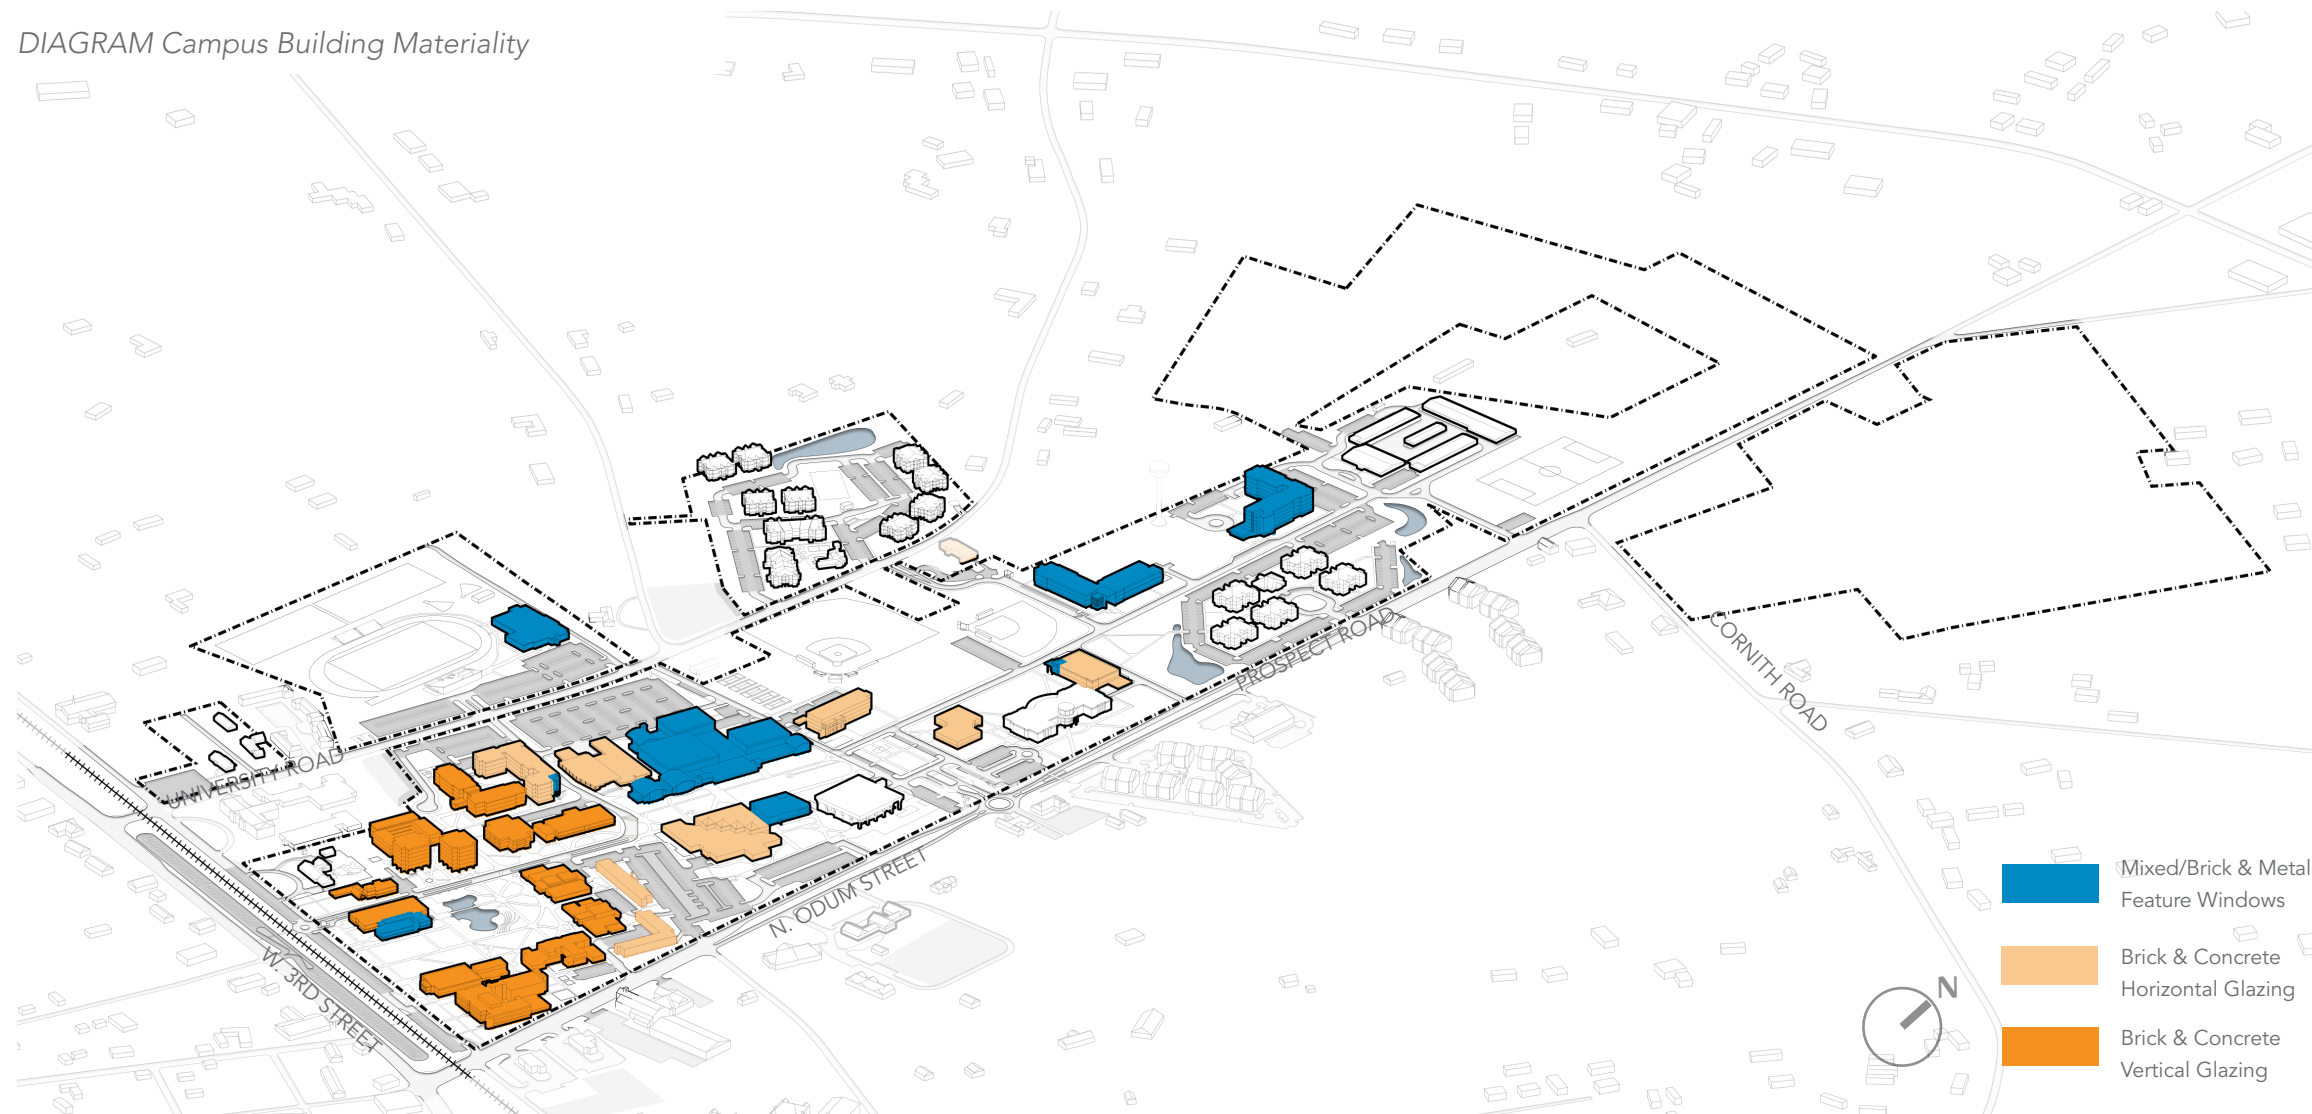 DIAGRAM Campus Building Materiality
PROSPECT ROAD
CORNITH ROAD
UNIVERSITY ROAD
N. ODUM STREET
W. 3RD STREET
Mixed/Brick & Metal
Feature Windows
Brick & Concrete
Horizontal Glazing
N
Brick & Concrete
Vertical Glazing